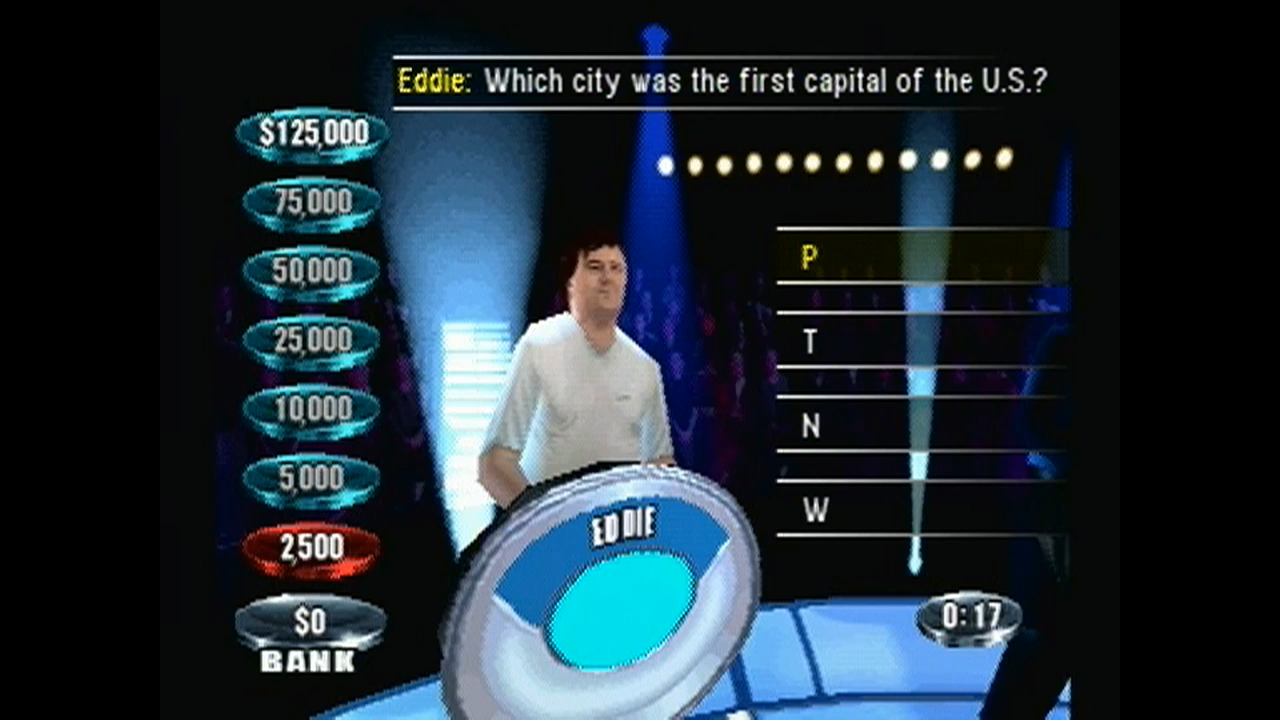 Eddie: Which city was the first capital of the U.S.?
$125,000
75,000
50,000
25,000
10,000
5,000
2,500
$0
BANK
P
T
N
W
EDDIE
0:17